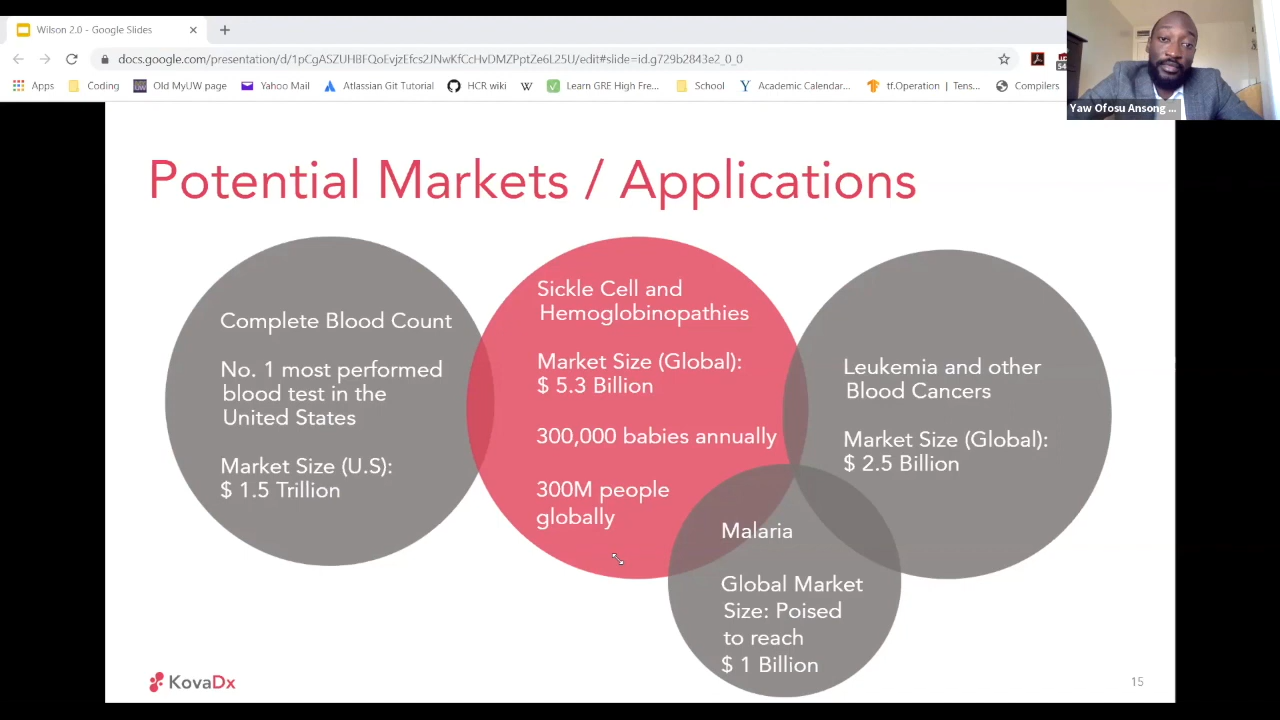 Wilson 2.0 - Google Slides
docs.google.com/presentation/d/1pCgAS7UU9FQoEvjzEfcs2JNwKfCtmDMZPptZe6L25U/edit#slide=id.g729b2843e2_0_0
54
Apps
Coding
Old MyUW page
Yahoo Mail
Atlassian Git Tutorial
HCR wiki
W
Learn GRE High Fre...
School
Academic Calendar...
tf.Operation | Tens...
Compilers
Yaw Ofosu Ansong ...
Potential Markets / Applications
Complete Blood Count
No. 1 most performed
blood test in the
United States
Market Size (U.S):
$ 1.5 Trillion
Sickle Cell and
Hemoglobinopathies
Market Size (Global):
$ 5.3 Billion
300,000 babies annually
300M people
globally
Leukemia and other
Blood Cancers
Market Size (Global):
$ 2.5 Billion
Malaria
Global Market
Size: Poised
to reach
$ 1 Billion
KovaDx
15